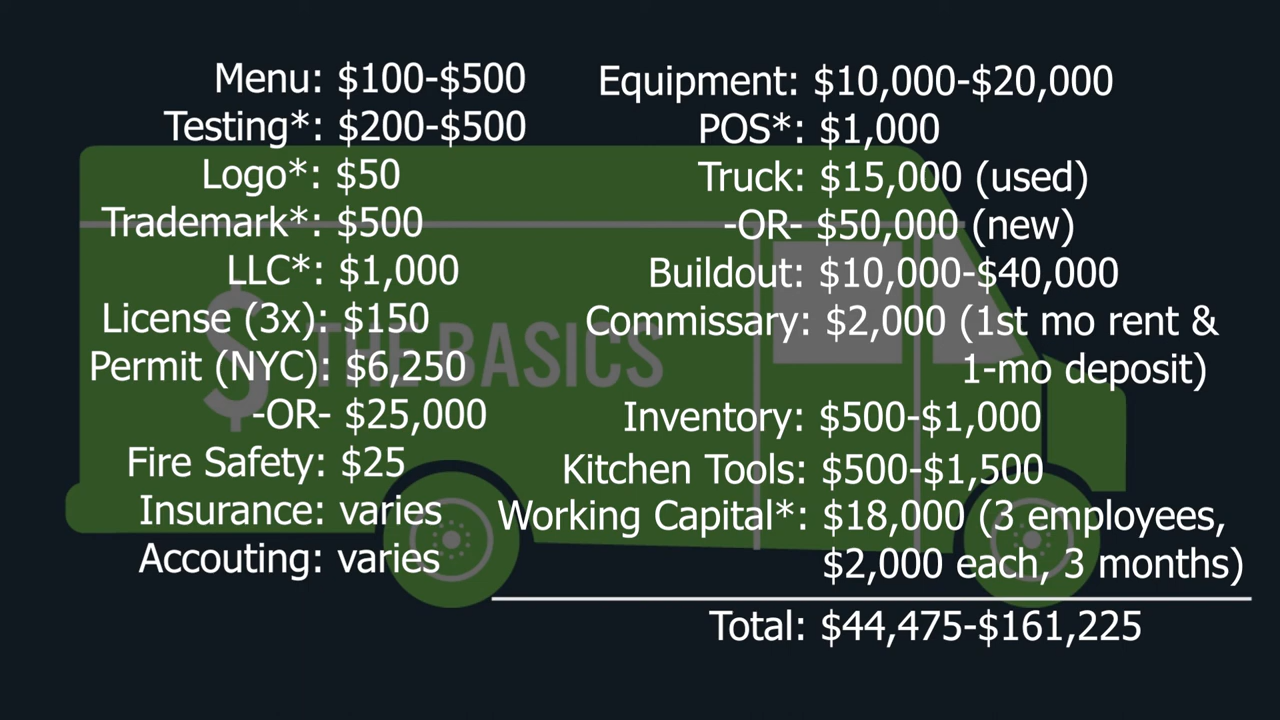 Menu: $100-$500
Testing*: $200-$500
Logo*: $50
Trademark*: $500
LLC*: $1,000
License (3x): $150
Permit (NYC): $6,250
-OR- $25,000
Fire Safety: $25
Insurance: varies
Accouting: varies
Equipment: $10,000-$20,000
POS*: $1,000
Truck: $15,000 (used)
-OR- $50,000 (new)
Buildout: $10,000-$40,000
Commissary: $2,000 (1st mo rent &
1-mo deposit)
Inventory: $500-$1,000
Kitchen Tools: $500-$1,500
Working Capital*: $18,000 (3 employees,
$2,000 each, 3 months)
Total: $44,475-$161,225
$ THE BASICS